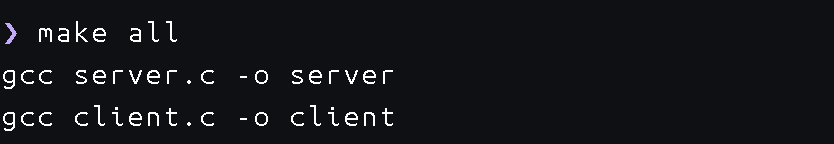 ❯ make all
gcc server.c -o server
gcc client.c -o client